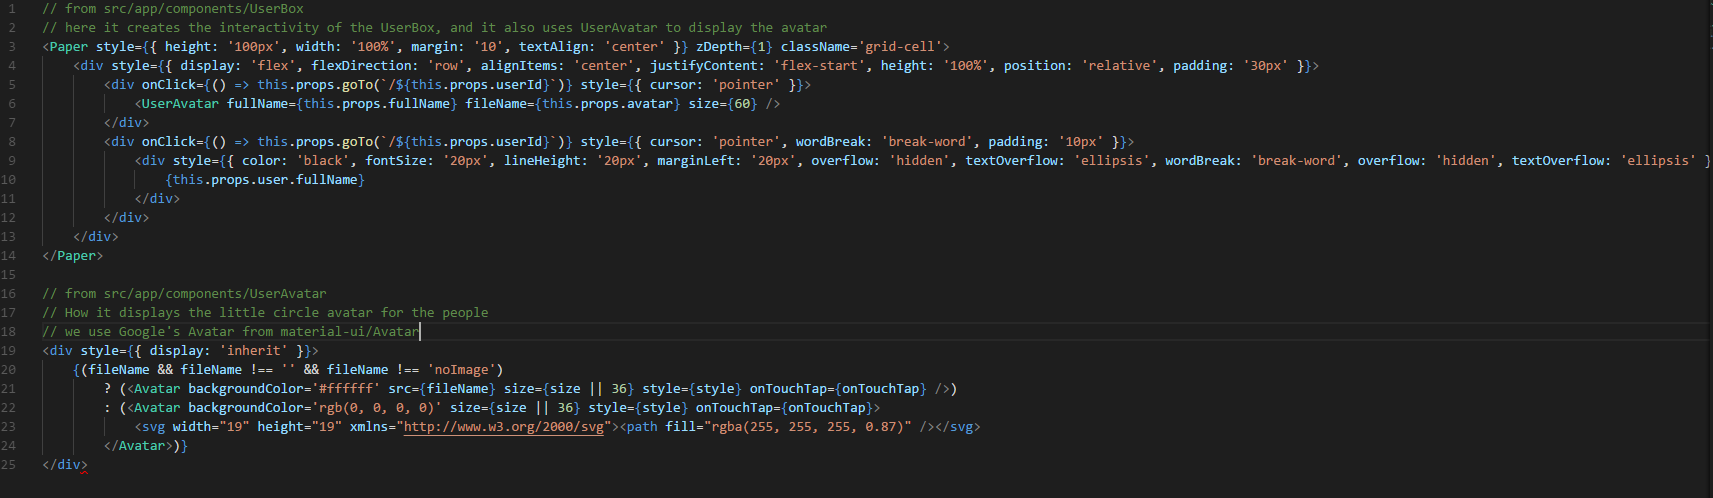 1 // from src/app/components/UserBox
2 // here it creates the interactivity of the UserBox, and it also uses UserAvatar to display the avatar
3 <Paper style={{ height: '100px', width: '100%', margin: '10', textAlign: 'center' }} zDepth={1} className='grid-cell'>
4 <div style={{ display: 'flex', flexDirection: 'row', alignItems: 'center', justifyContent: 'flex-start', height: '100%', position: 'relative', padding: '30px' }}>
5 <div onClick={() => this.props.goTo(`/${this.props.userId}`)} style={{ cursor: 'pointer' }}>
6 <UserAvatar fullName={this.props.fullName} fileName={this.props.avatar} size={60} />
7 </div>
8 <div onClick={() => this.props.goTo(`/${this.props.userId}`)} style={{ cursor: 'pointer', wordBreak: 'break-word', padding: '10px' }}>
9 <div style={{ color: 'black', fontSize: '20px', lineHeight: '20px', marginLeft: '20px', overflow: 'hidden', textOverflow: 'ellipsis', wordBreak: 'break-word', overflow: 'hidden', textOverflow: 'ellipsis' }
10 {this.props.user.fullName}
11 </div>
12 </div>
13 </div>
14 </Paper>
15
16 // from src/app/components/UserAvatar
17 // How it displays the little circle avatar for the people
18 // we use Google's Avatar from material-ui/Avatar
19 <div style={{ display: 'inherit' }}>
20 {(fileName && fileName !== '' && fileName !== 'noImage')
21 ? (<Avatar backgroundColor='#ffffff' src={fileName} size={size || 36} style={style} onTouchTap={onTouchTap} />)
22 : (<Avatar backgroundColor='rgb(0, 0, 0, 0)' size={size || 36} style={style} onTouchTap={onTouchTap}>
23 <svg width="19" height="19" xmlns="http://www.w3.org/2000/svg"><path fill="rgba(255, 255, 255, 0.87)" /></svg>
24 </Avatar>)}
25 </div>